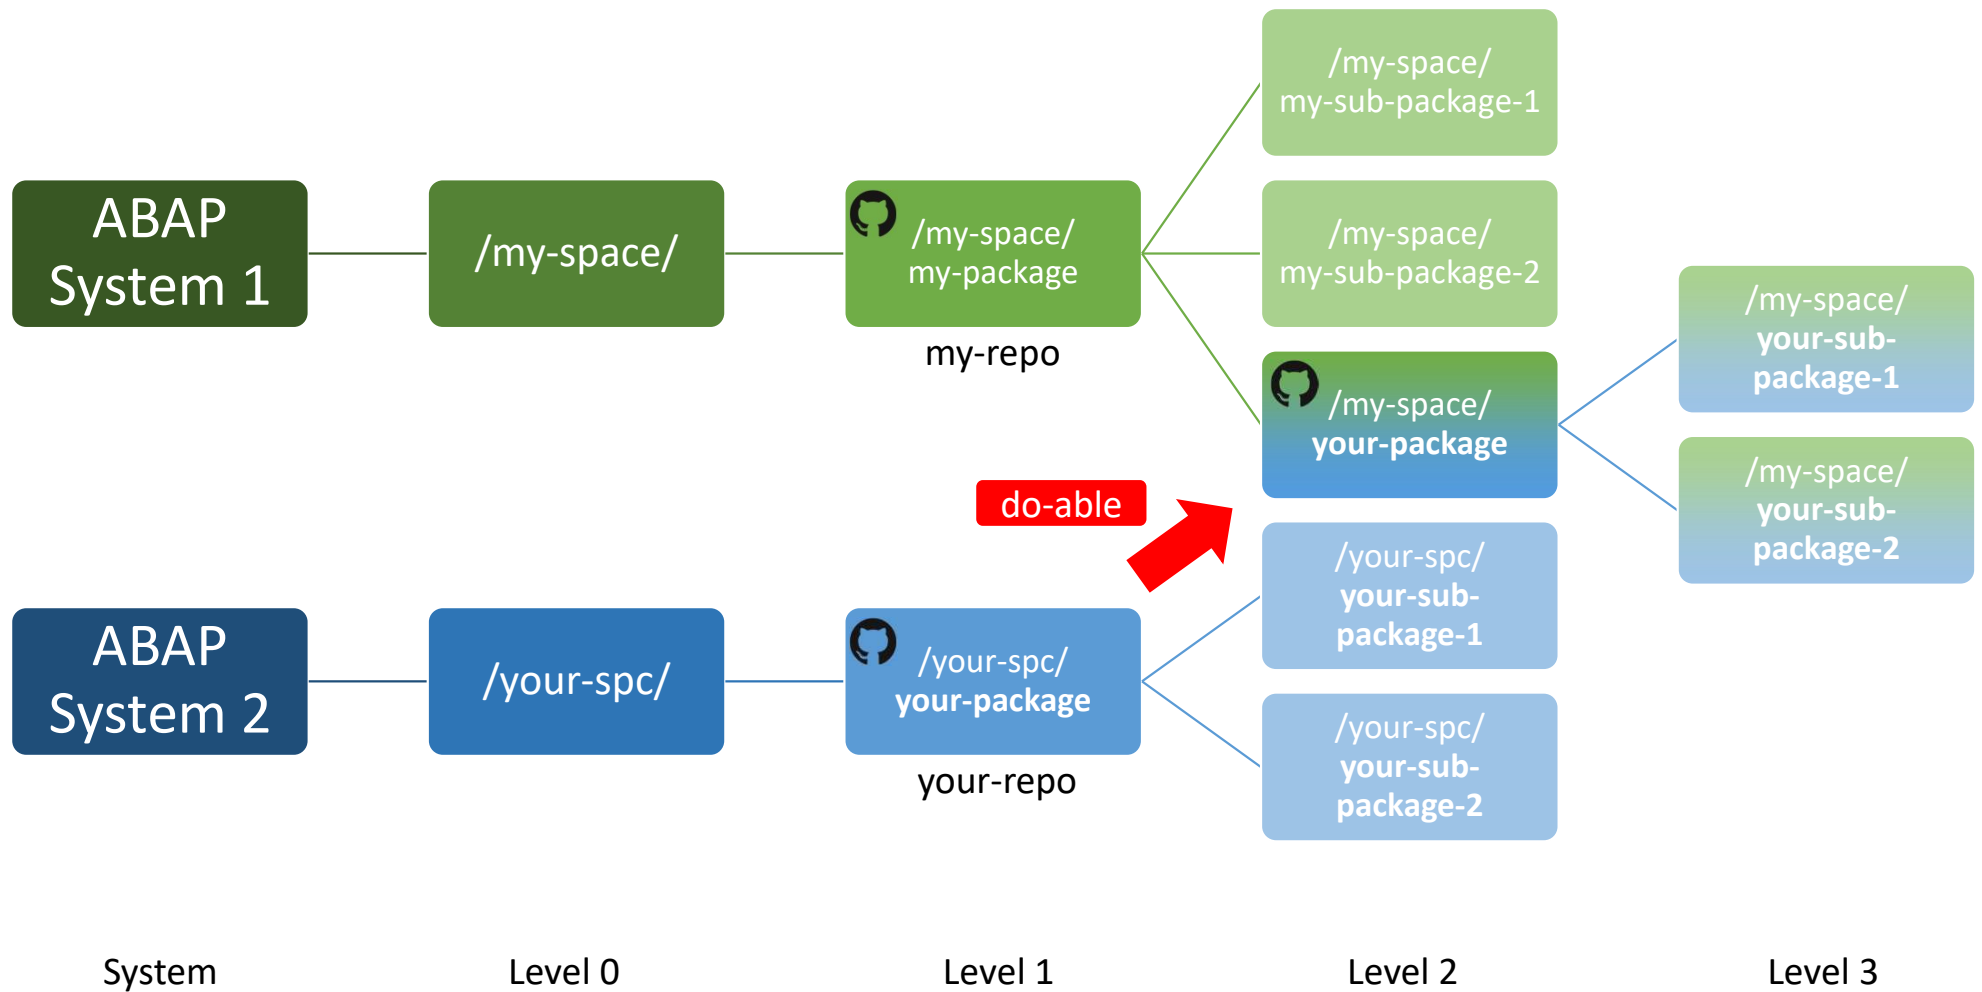 ABAP
System 1
/my-space/
/my-space/
my-package
my-repo
/my-space/
my-sub-package-1
/my-space/
my-sub-package-2
/my-space/
your-package
/my-space/
your-sub-
package-1
/my-space/
your-sub-
package-2
do-able
ABAP
System 2
/your-spc/
/your-spc/
your-package
your-repo
/your-spc/
your-sub-
package-1
/your-spc/
your-sub-
package-2
System
Level 0
Level 1
Level 2
Level 3